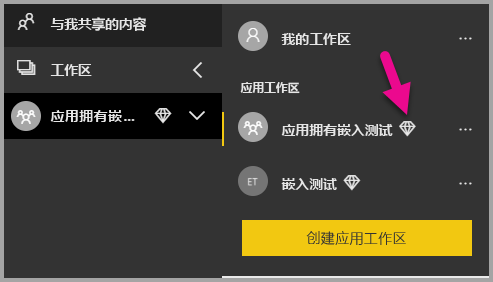 与我共享的内容
工作区
应用拥有嵌...
我的工作区
应用工作区
应用拥有嵌入测试
ET 嵌入测试
创建应用工作区